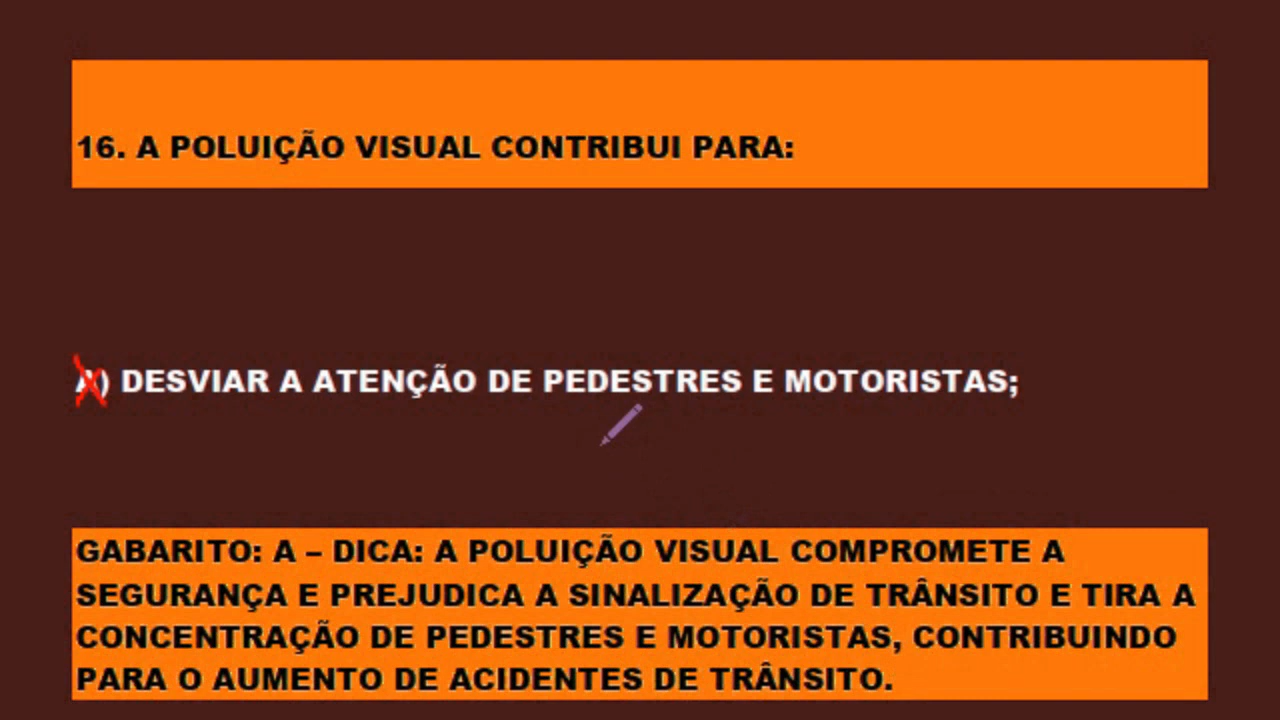 16. A POLUIÇÃO VISUAL CONTRIBUI PARA:
A) DESVIAR A ATENÇÃO DE PEDESTRES E MOTORISTAS;
GABARITO: A – DICA: A POLUIÇÃO VISUAL COMPROMETE A
SEGURANÇA E PREJUDICA A SINALIZAÇÃO DE TRÂNSITO E TIRA A
CONCENTRAÇÃO DE PEDESTRES E MOTORISTAS, CONTRIBUINDO
PARA O AUMENTO DE ACIDENTES DE TRÂNSITO.